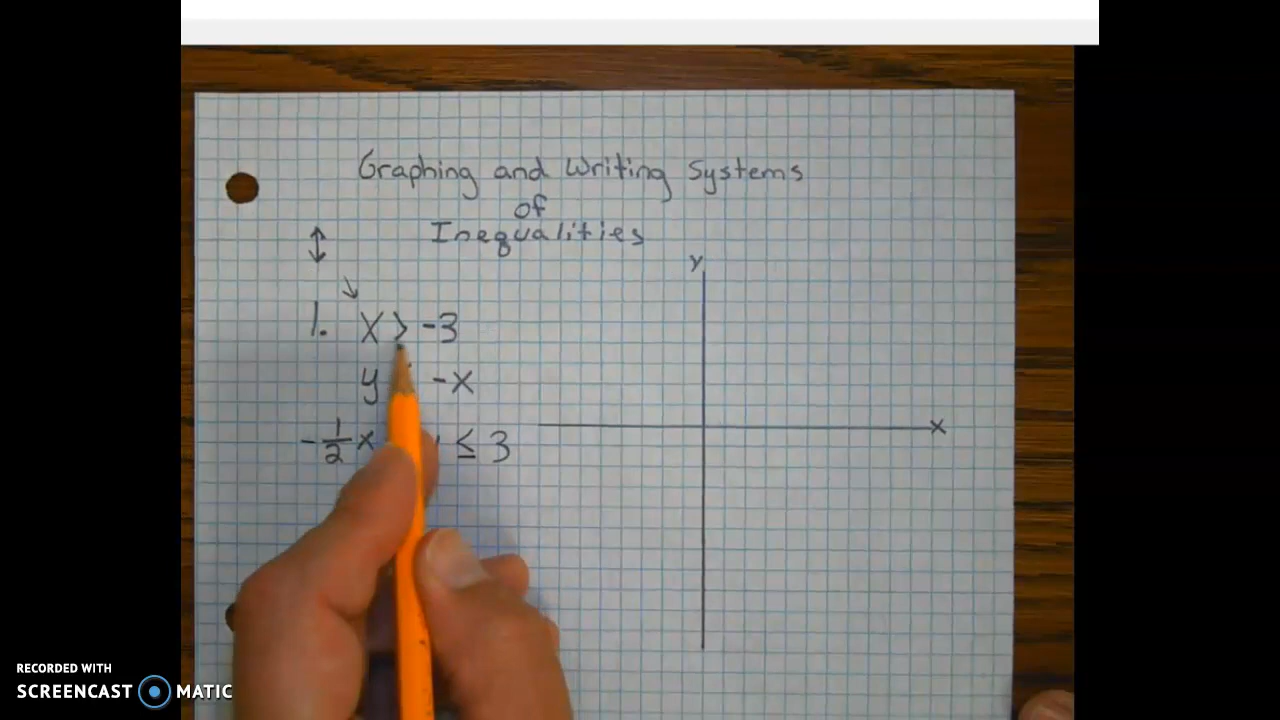 Graphing and Writing Systems
of
Inequalities
y
1. x > -3
y -x
x
-1/2x ≤ 3
RECORDED WITH
SCREENCAST MATIC